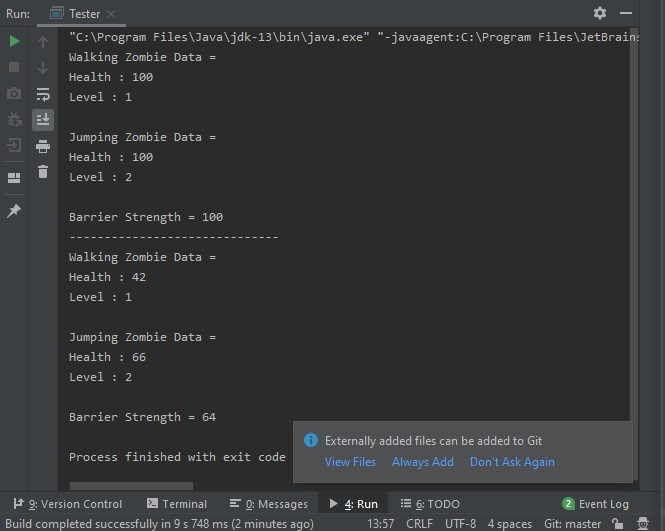 Run: Tester
"C:\Program Files\Java\jdk-13\bin\java.exe" "-javaagent:C:\Program Files\JetBrains
Walking Zombie Data =
Health : 100
Level : 1
Jumping Zombie Data =
Health : 100
Level : 2
Barrier Strength = 100
------------------------------
Walking Zombie Data =
Health : 42
Level : 1
Jumping Zombie Data =
Health : 66
Level : 2
Barrier Strength = 64
Externally added files can be added to Git
View Files Always Add Don't Ask Again
Process finished with exit code
9: Version Control Terminal 0: Messages 4: Run 6: TODO 2 Event Log
Build completed successfully in 9 s 748 ms (2 minutes ago) 13:57 CRLF UTF-8 4 spaces Git: master